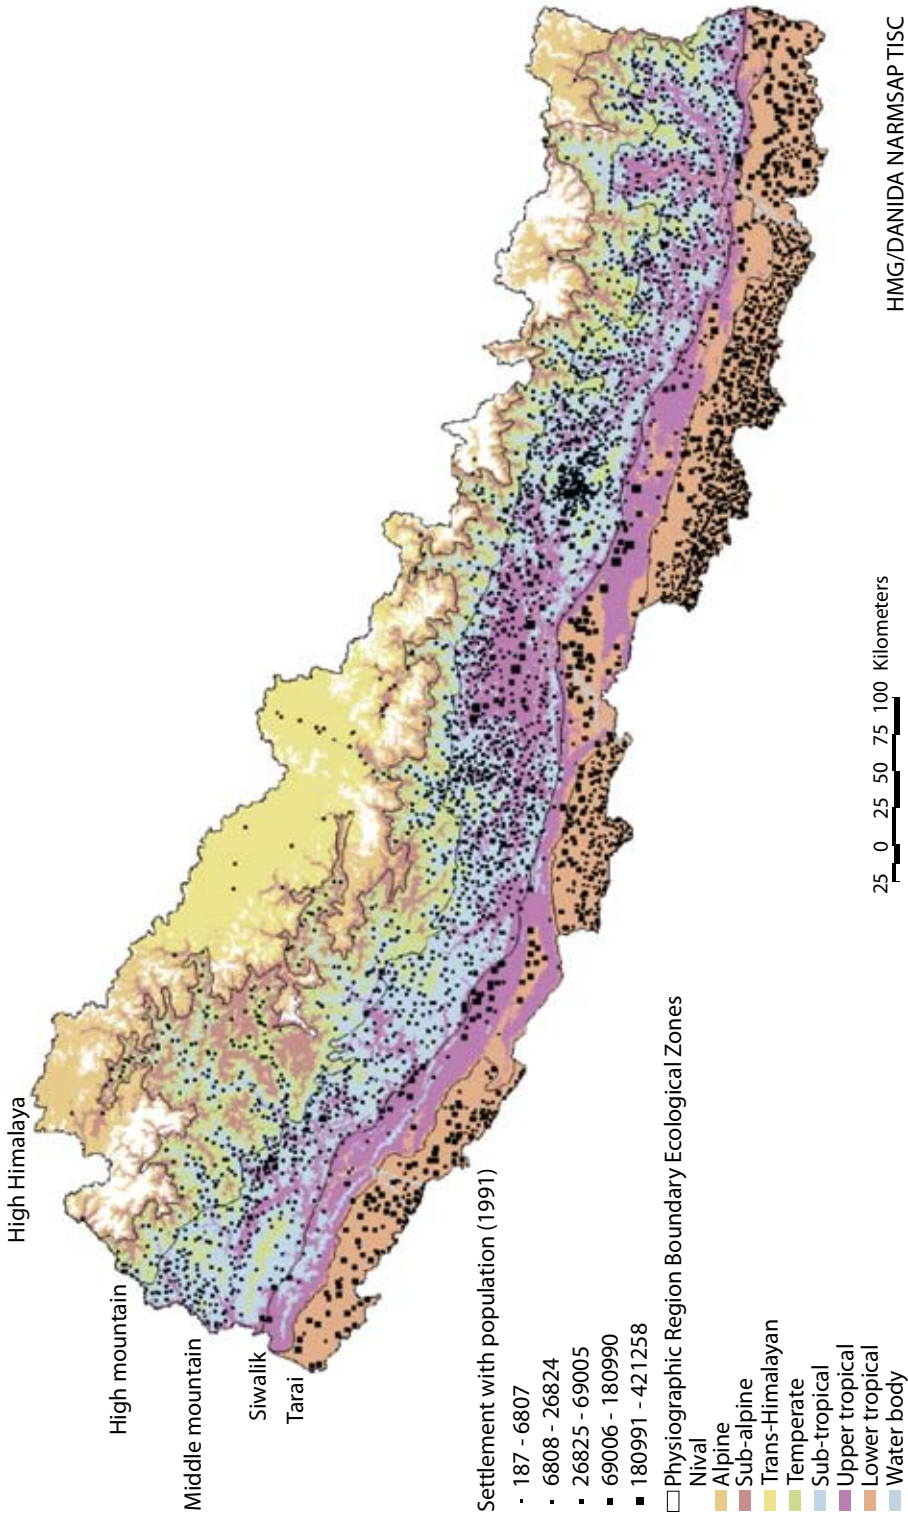 High Himalaya
High mountain
Middle mountain
Siwalik
Tarai
Settlement with population (1991)
187 - 6807
6808 - 26824
26825 - 69005
69006 - 180990
180991 - 421258
Physiographic Region Boundary Ecological Zones
Nival
Alpine
Sub-alpine
Trans-Himalayan
Temperate
Sub-tropical
Upper tropical
Lower tropical
Water body
25 0 25 50 75 100 Kilometers
HMG/DANIDA NARMSAP TISC